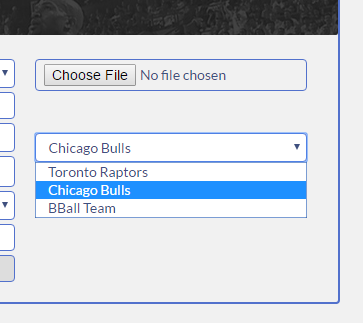 Choose File No file chosen
Chicago Bulls
Toronto Raptors
Chicago Bulls
BBall Team